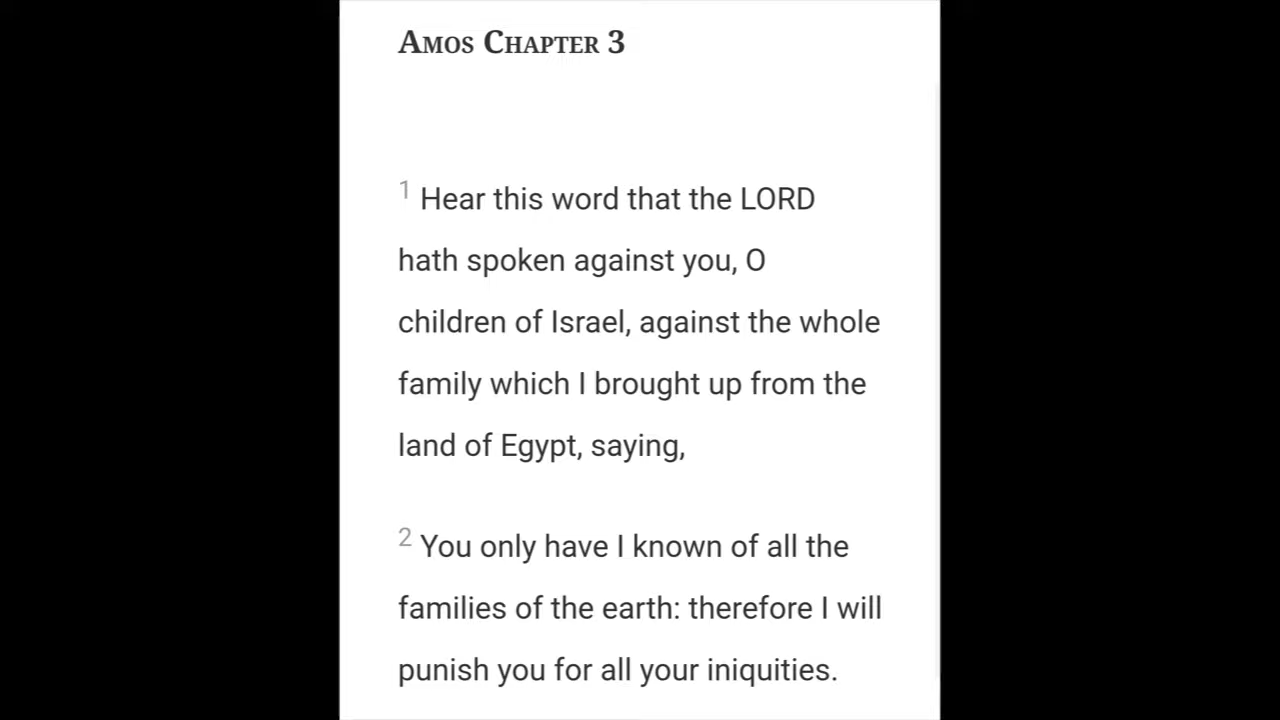 Amos Chapter 3
1 Hear this word that the LORD
hath spoken against you, O
children of Israel, against the whole
family which I brought up from the
land of Egypt, saying,
2 You only have I known of all the
families of the earth: therefore I will
punish you for all your iniquities.